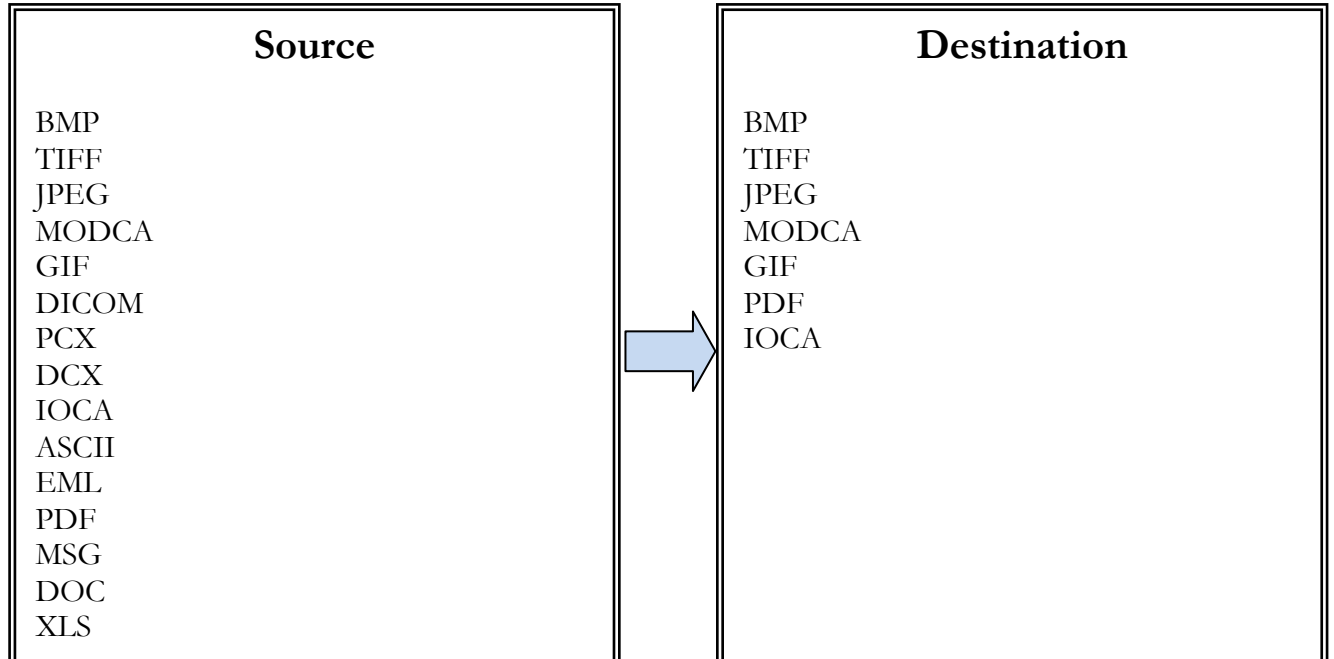 Source
BMP
TIFF
JPEG
MODCA
GIF
DICOM
PCX
DCX
IOCA
ASCII
EML
PDF
MSG
DOC
XLS
Destination
BMP
TIFF
JPEG
MODCA
GIF
PDF
IOCA